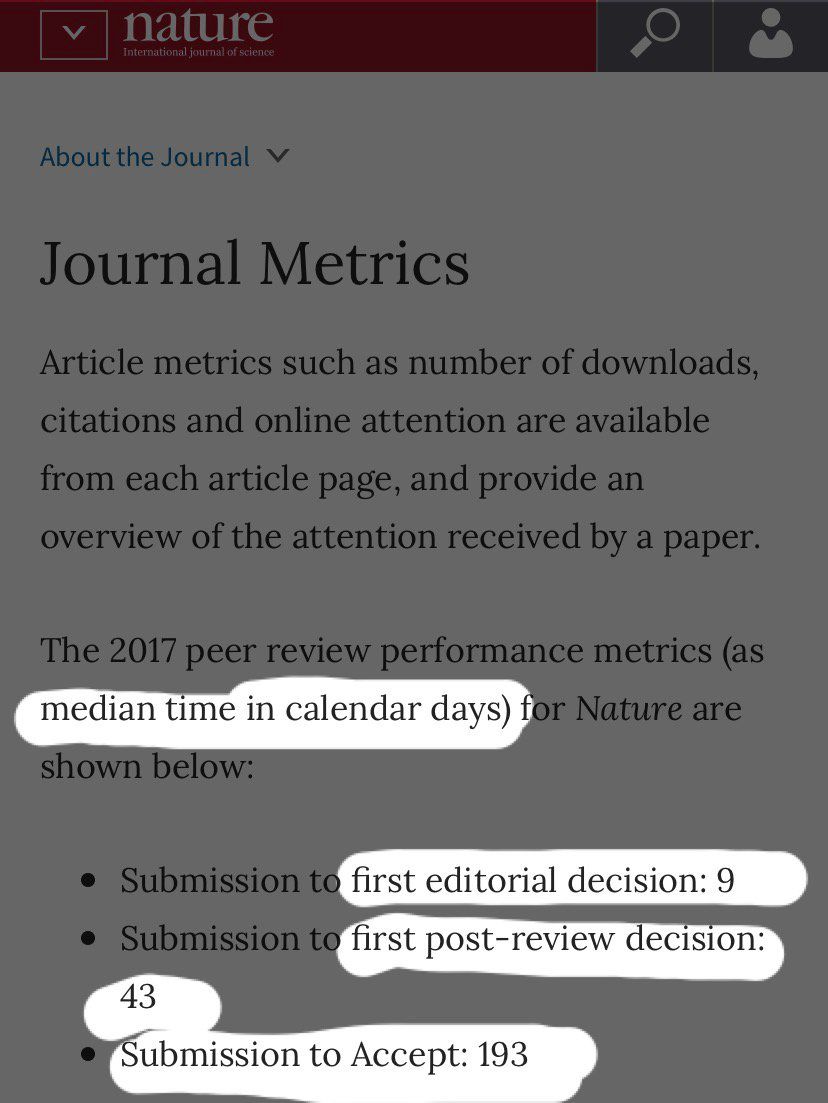 nature
International journal of science
About the Journal
Journal Metrics
Article metrics such as number of downloads,
citations and online attention are available
from each article page, and provide an
overview of the attention received by a paper.
The 2017 peer review performance metrics (as
median time in calendar days) for Nature are
shown below:
• Submission to first editorial decision: 9
• Submission to first post-review decision:
43
• Submission to Accept: 193